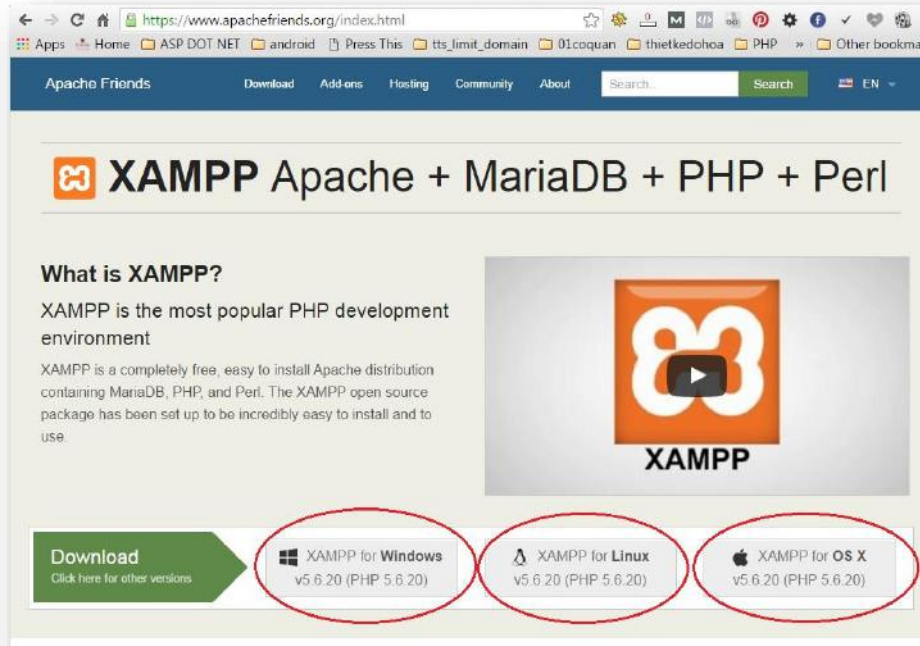 https://www.apachefriends.org/index.html
Apps Home ASP DOT NET android Press This tts_limit_domain 01coquan thietkedohoa PHP » Other bookma
Apache Friends Download Add-ons Hosting Community About Search... Search EN
XAMPP Apache + MariaDB + PHP + Perl
What is XAMPP?
XAMPP is the most popular PHP development
environment
XAMPP is a completely free, easy to install Apache distribution
containing MariaDB, PHP, and Perl. The XAMPP open source
package has been set up to be incredibly easy to install and to
use.
XAMPP
Download
Click here for other versions
XAMPP for Windows
v5.6.20 (PHP 5.6.20)
XAMPP for Linux
v5.6.20 (PHP 5.6.20)
XAMPP for OS X
v5.6.20 (PHP 5.6.20)